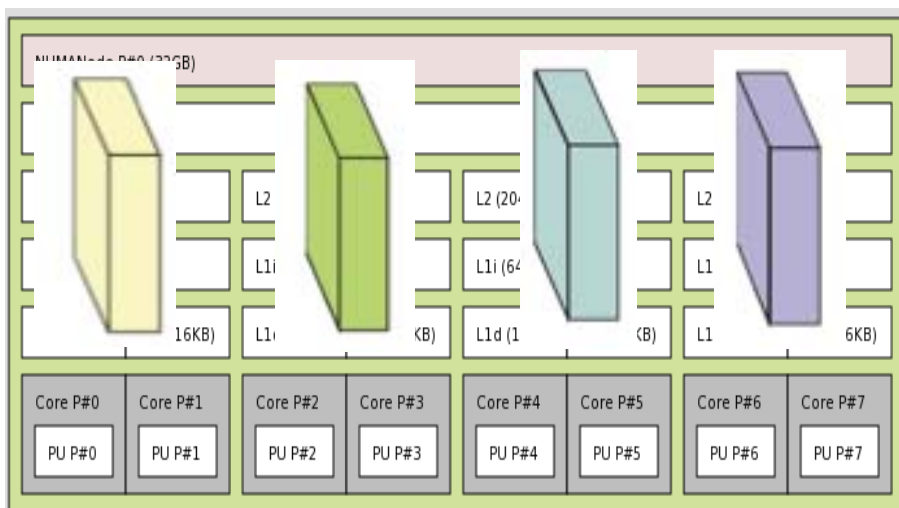 NUMANode P#0 (32GB)
L2 L2 (204 L2
L1i L1i (64 L1
16KB) L1 KB) L1d (1 KB) L1 6KB)
Core P#0 Core P#1 Core P#2 Core P#3 Core P#4 Core P#5 Core P#6 Core P#7
PU P#0 PU P#1 PU P#2 PU P#3 PU P#4 PU P#5 PU P#6 PU P#7